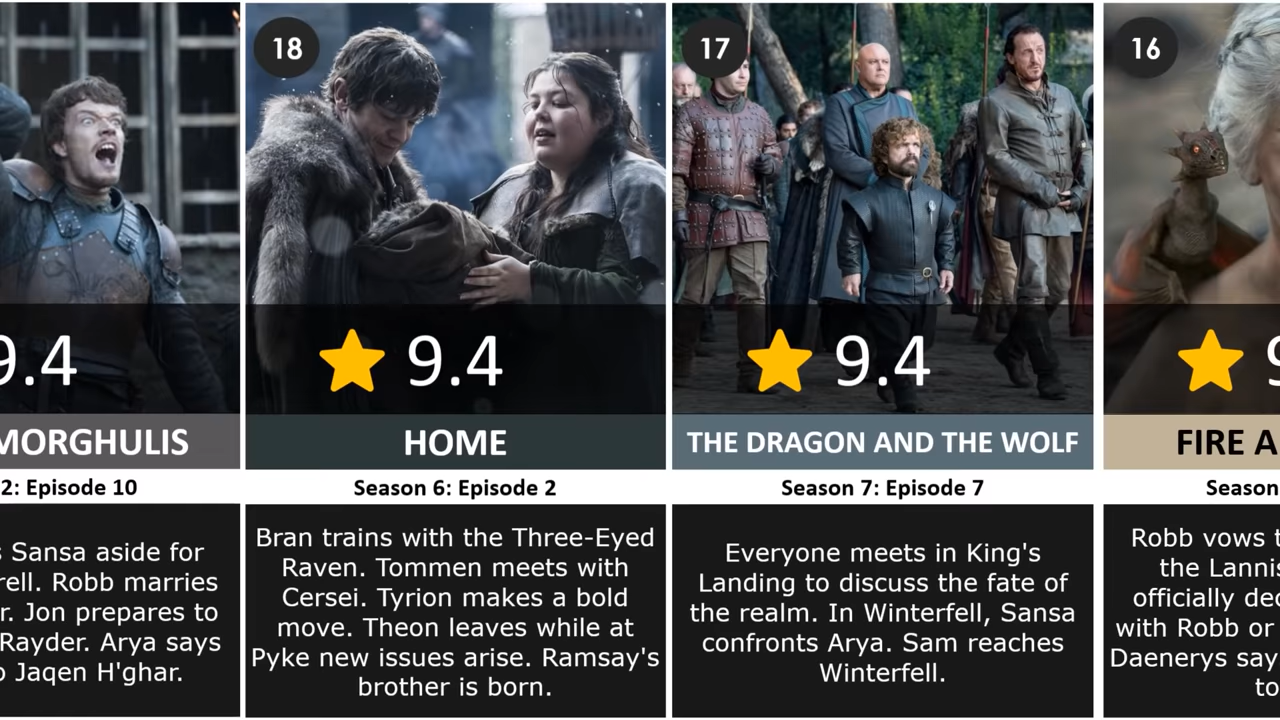 9.4
MORGHULIS
2: Episode 10
Sansa aside for
Robb marries
Jon prepares to
Rayder. Arya says
Jaqen H'ghar.
18
9.4
HOME
Season 6: Episode 2
Bran trains with the Three-Eyed
Raven. Tommen meets with
Cersei. Tyrion makes a bold
move. Theon leaves while at
Pyke new issues arise. Ramsay's
brother is born.
17
9.4
THE DRAGON AND THE WOLF
Season 7: Episode 7
Everyone meets in King's
Landing to discuss the fate of
the realm. In Winterfell, Sansa
confronts Arya. Sam reaches
Winterfell.
16
FIRE A
Season
Robb vows
the
officially
with Robb or
Daenerys
to